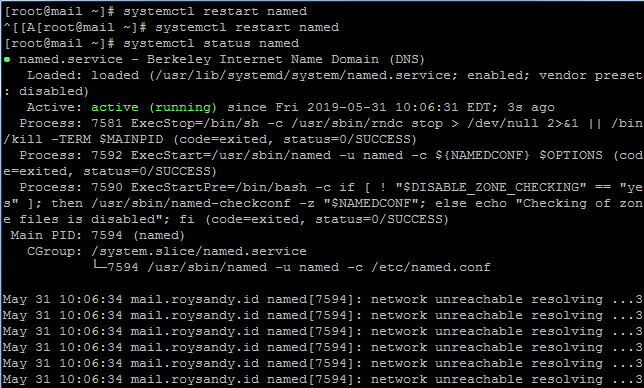 [root@mail ~]# systemctl restart named
^[[A[root@mail ~]# systemctl restart named
[root@mail ~]# systemctl status named
● named.service - Berkeley Internet Name Domain (DNS)
   Loaded: loaded (/usr/lib/systemd/system/named.service; enabled; vendor preset
: disabled)
   Active: active (running) since Fri 2019-05-31 10:06:31 EDT; 3s ago
  Process: 7581 ExecStop=/bin/sh -c /usr/sbin/rndc stop > /dev/null 2>&1 || /bin
/kill -TERM $MAINPID (code=exited, status=0/SUCCESS)
  Process: 7592 ExecStart=/usr/sbin/named -u named -c ${NAMEDCONF} $OPTIONS (cod
e=exited, status=0/SUCCESS)
  Process: 7590 ExecStartPre=/bin/bash -c if [ ! "$DISABLE_ZONE_CHECKING" == "ye
s" ]; then /usr/sbin/named-checkconf -z "$NAMEDCONF"; else echo "Checking of zon
e files is disabled"; fi (code=exited, status=0/SUCCESS)
 Main PID: 7594 (named)
   CGroup: /system.slice/named.service
           └─7594 /usr/sbin/named -u named -c /etc/named.conf
May 31 10:06:34 mail.roysandy.id named[7594]: network unreachable resolving ...3
May 31 10:06:34 mail.roysandy.id named[7594]: network unreachable resolving ...3
May 31 10:06:34 mail.roysandy.id named[7594]: network unreachable resolving ...3
May 31 10:06:34 mail.roysandy.id named[7594]: network unreachable resolving ...3
May 31 10:06:34 mail.roysandy.id named[7594]: network unreachable resolving ...3
May 31 10:06:34 mail.roysandy.id named[7594]: network unreachable resolving ...3